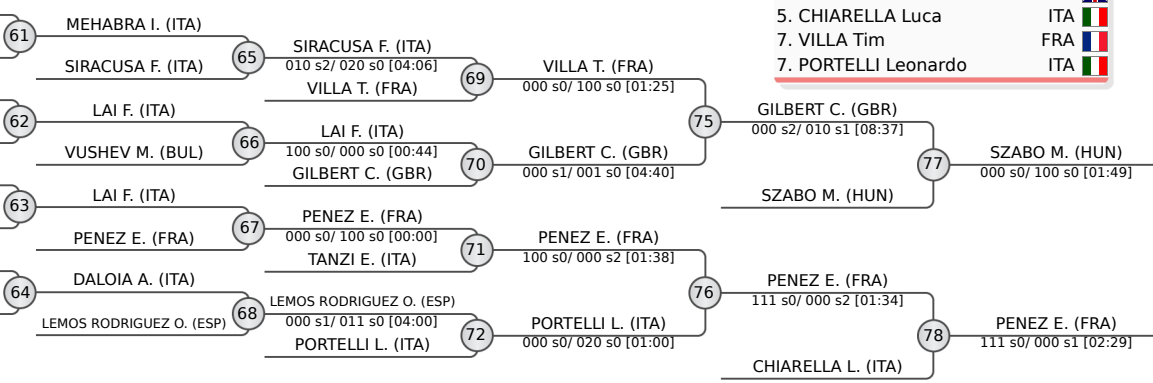 5. CHIARELLA Luca ITA
7. VILLA Tim FRA
7. PORTELLI Leonardo ITA
61
MEHABRA I. (ITA)
SIRACUSA F. (ITA)
62
LAI F. (ITA)
VUSHEV M. (BUL)
63
LAI F. (ITA)
PENEZ E. (FRA)
64
DALOIA A. (ITA)
LEMOS RODRIGUEZ O. (ESP)
65
SIRACUSA F. (ITA)
010 s2/ 020 s0 [04:06]
VILLA T. (FRA)
66
LAI F. (ITA)
100 s0/ 000 s0 [00:44]
GILBERT C. (GBR)
67
PENEZ E. (FRA)
000 s0/ 100 s0 [00:00]
TANZI E. (ITA)
68
LEMOS RODRIGUEZ O. (ESP)
000 s1/ 011 s0 [04:00]
PORTELLI L. (ITA)
69
VILLA T. (FRA)
000 s0/ 100 s0 [01:25]
70
GILBERT C. (GBR)
000 s1/ 001 s0 [04:40]
71
PENEZ E. (FRA)
100 s0/ 000 s2 [01:38]
72
PORTELLI L. (ITA)
000 s0/ 020 s0 [01:00]
75
GILBERT C. (GBR)
000 s2/ 010 s1 [08:37]
SZABO M. (HUN)
76
PENEZ E. (FRA)
111 s0/ 000 s2 [01:34]
CHIARELLA L. (ITA)
77
SZABO M. (HUN)
000 s0/ 100 s0 [01:49]
78
PENEZ E. (FRA)
111 s0/ 000 s1 [02:29]